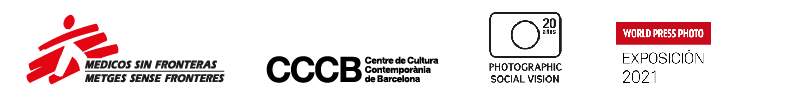 MEDICOS SIN FRONTERAS
METGES SENSE FRONTERES
CCCB
Centre de Cultura
Contemporània
de Barcelona
20
años
PHOTOGRAPHIC
SOCIAL VISION
WORLD PRESS PHOTO
EXPOSICIÓN
2021